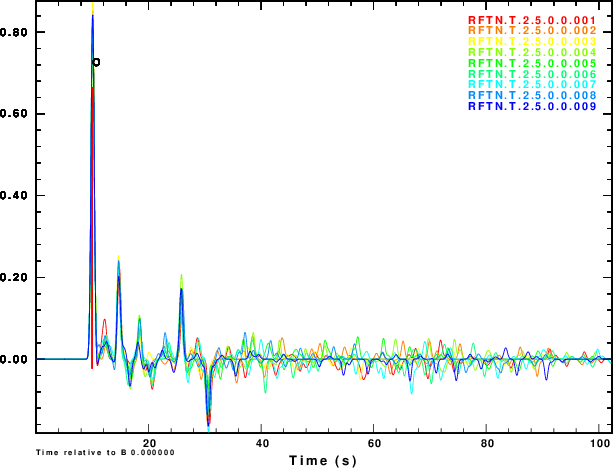 RFTN.T.2.5.0.0.001
RFTN.T.2.5.0.0.002
RFTN.T.2.5.0.0.003
RFTN.T.2.5.0.0.004
RFTN.T.2.5.0.0.005
RFTN.T.2.5.0.0.006
RFTN.T.2.5.0.0.007
RFTN.T.2.5.0.0.008
RFTN.T.2.5.0.0.009
0.80
0.60
0.40
0.20
0.00
20 40 60 80 100
Time relative to B 0.000000
Time (s)